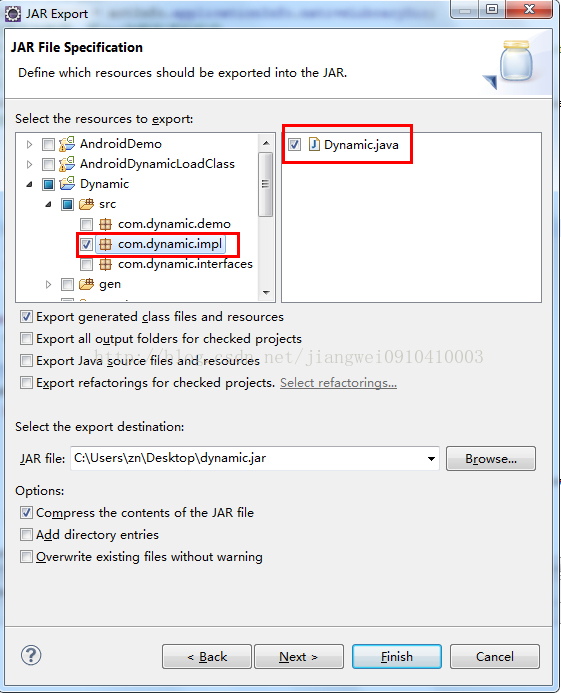 JAR Export
JAR File Specification
Define which resources should be exported into the JAR.
Select the resources to export:
AndroidDemo
AndroidDynamicLoadClass
Dynamic
src
com.dynamic.demo
com.dynamic.impl
com.dynamic.interfaces
gen
Dynamic.java
Export generated class files and resources
Export all output folders for checked projects
http://blog.csdn.net/jiangwei0910410003
Export Java source files and resources
Export refactorings for checked projects. Select refactorings...
Select the export destination:
JAR file: C:\Users\zn\Desktop\dynamic.jar Browse...
Options:
Compress the contents of the JAR file
Add directory entries
Overwrite existing files without warning
? < Back Next > Finish Cancel